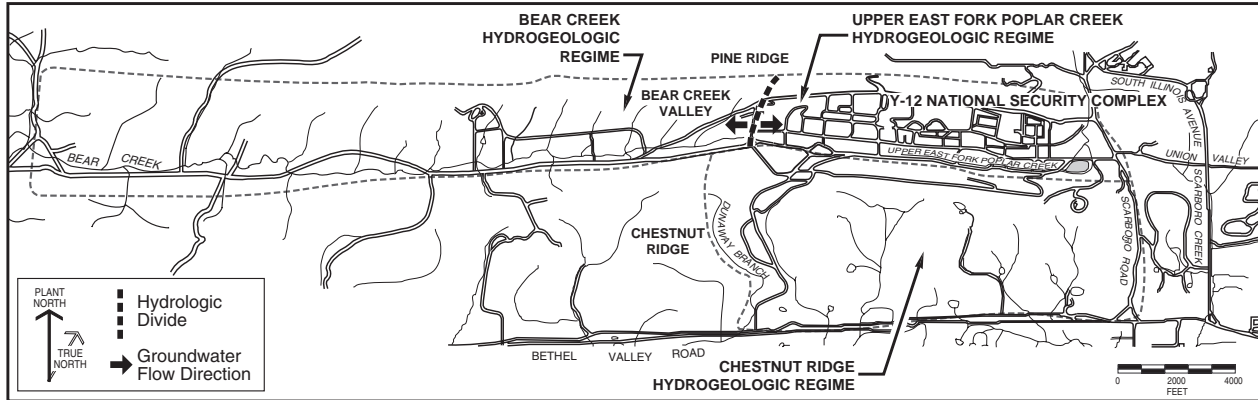 BEAR CREEK
HYDROGEOLOGIC
REGIME
UPPER EAST FORK POPLAR CREEK
HYDROGEOLOGIC REGIME
PINE RIDGE
BEAR CREEK
VALLEY
Y-12 NATIONAL SECURITY COMPLEX
SOUTH ILLINOIS AVENUE
BEAR CREEK
UPPER EAST FORK POPLAR CREEK
UNION VALLEY
SCARBORO CREEK
SCARBORO ROAD
DUNAWAY BRANCH
CHESTNUT
RIDGE
PLANT
NORTH
TRUE
NORTH
Hydrologic
Divide
Groundwater
Flow Direction
BETHEL VALLEY ROAD
CHESTNUT RIDGE
HYDROGEOLOGIC REGIME
0 2000 4000
FEET